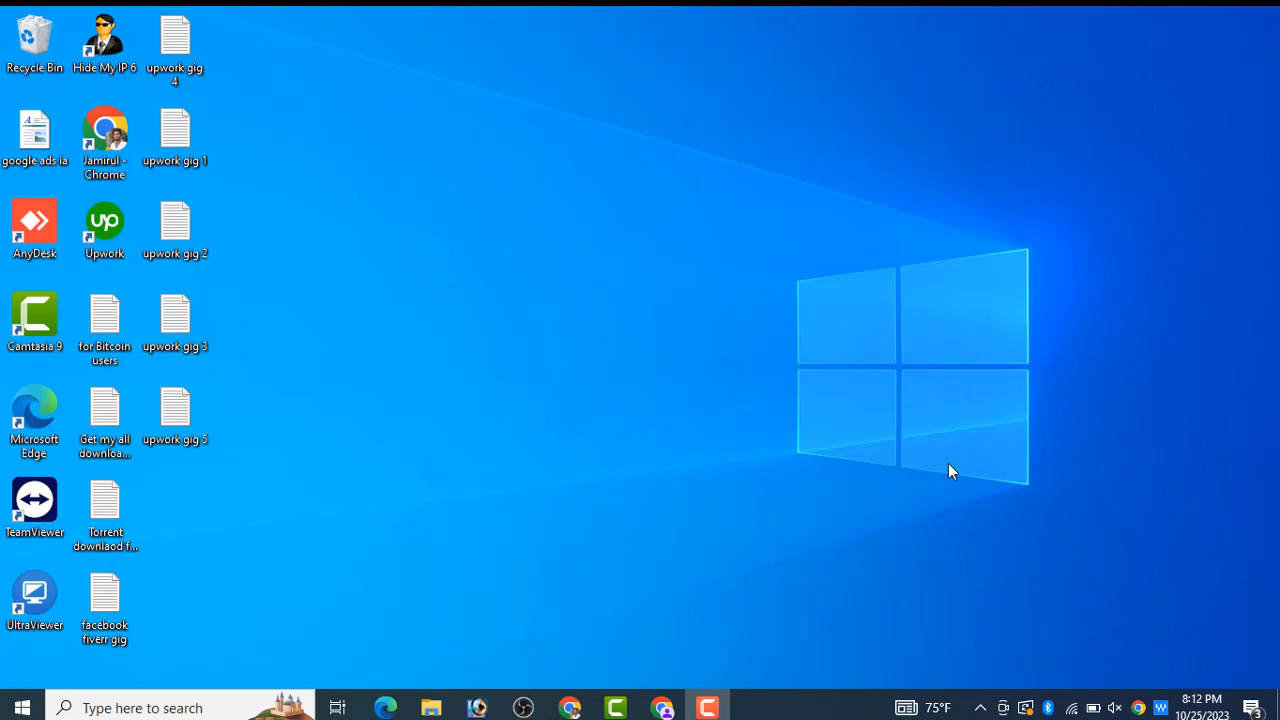 Recycle Bin
Hide My IP 6
upwork gig
4
google ads ia
Jamirul -
Chrome
upwork gig 1
AnyDesk
up
Upwork
upwork gig 2
Camtasia 9
for Bitcoin
users
upwork gig 3
Microsoft
Edge
Get my all
downloa...
upwork gig 5
TeamViewer
Torrent
downlaod f...
UltraViewer
facebook
fiverr gig
Type here to search
75°F
W
8:12 PM
10/25/2023
3